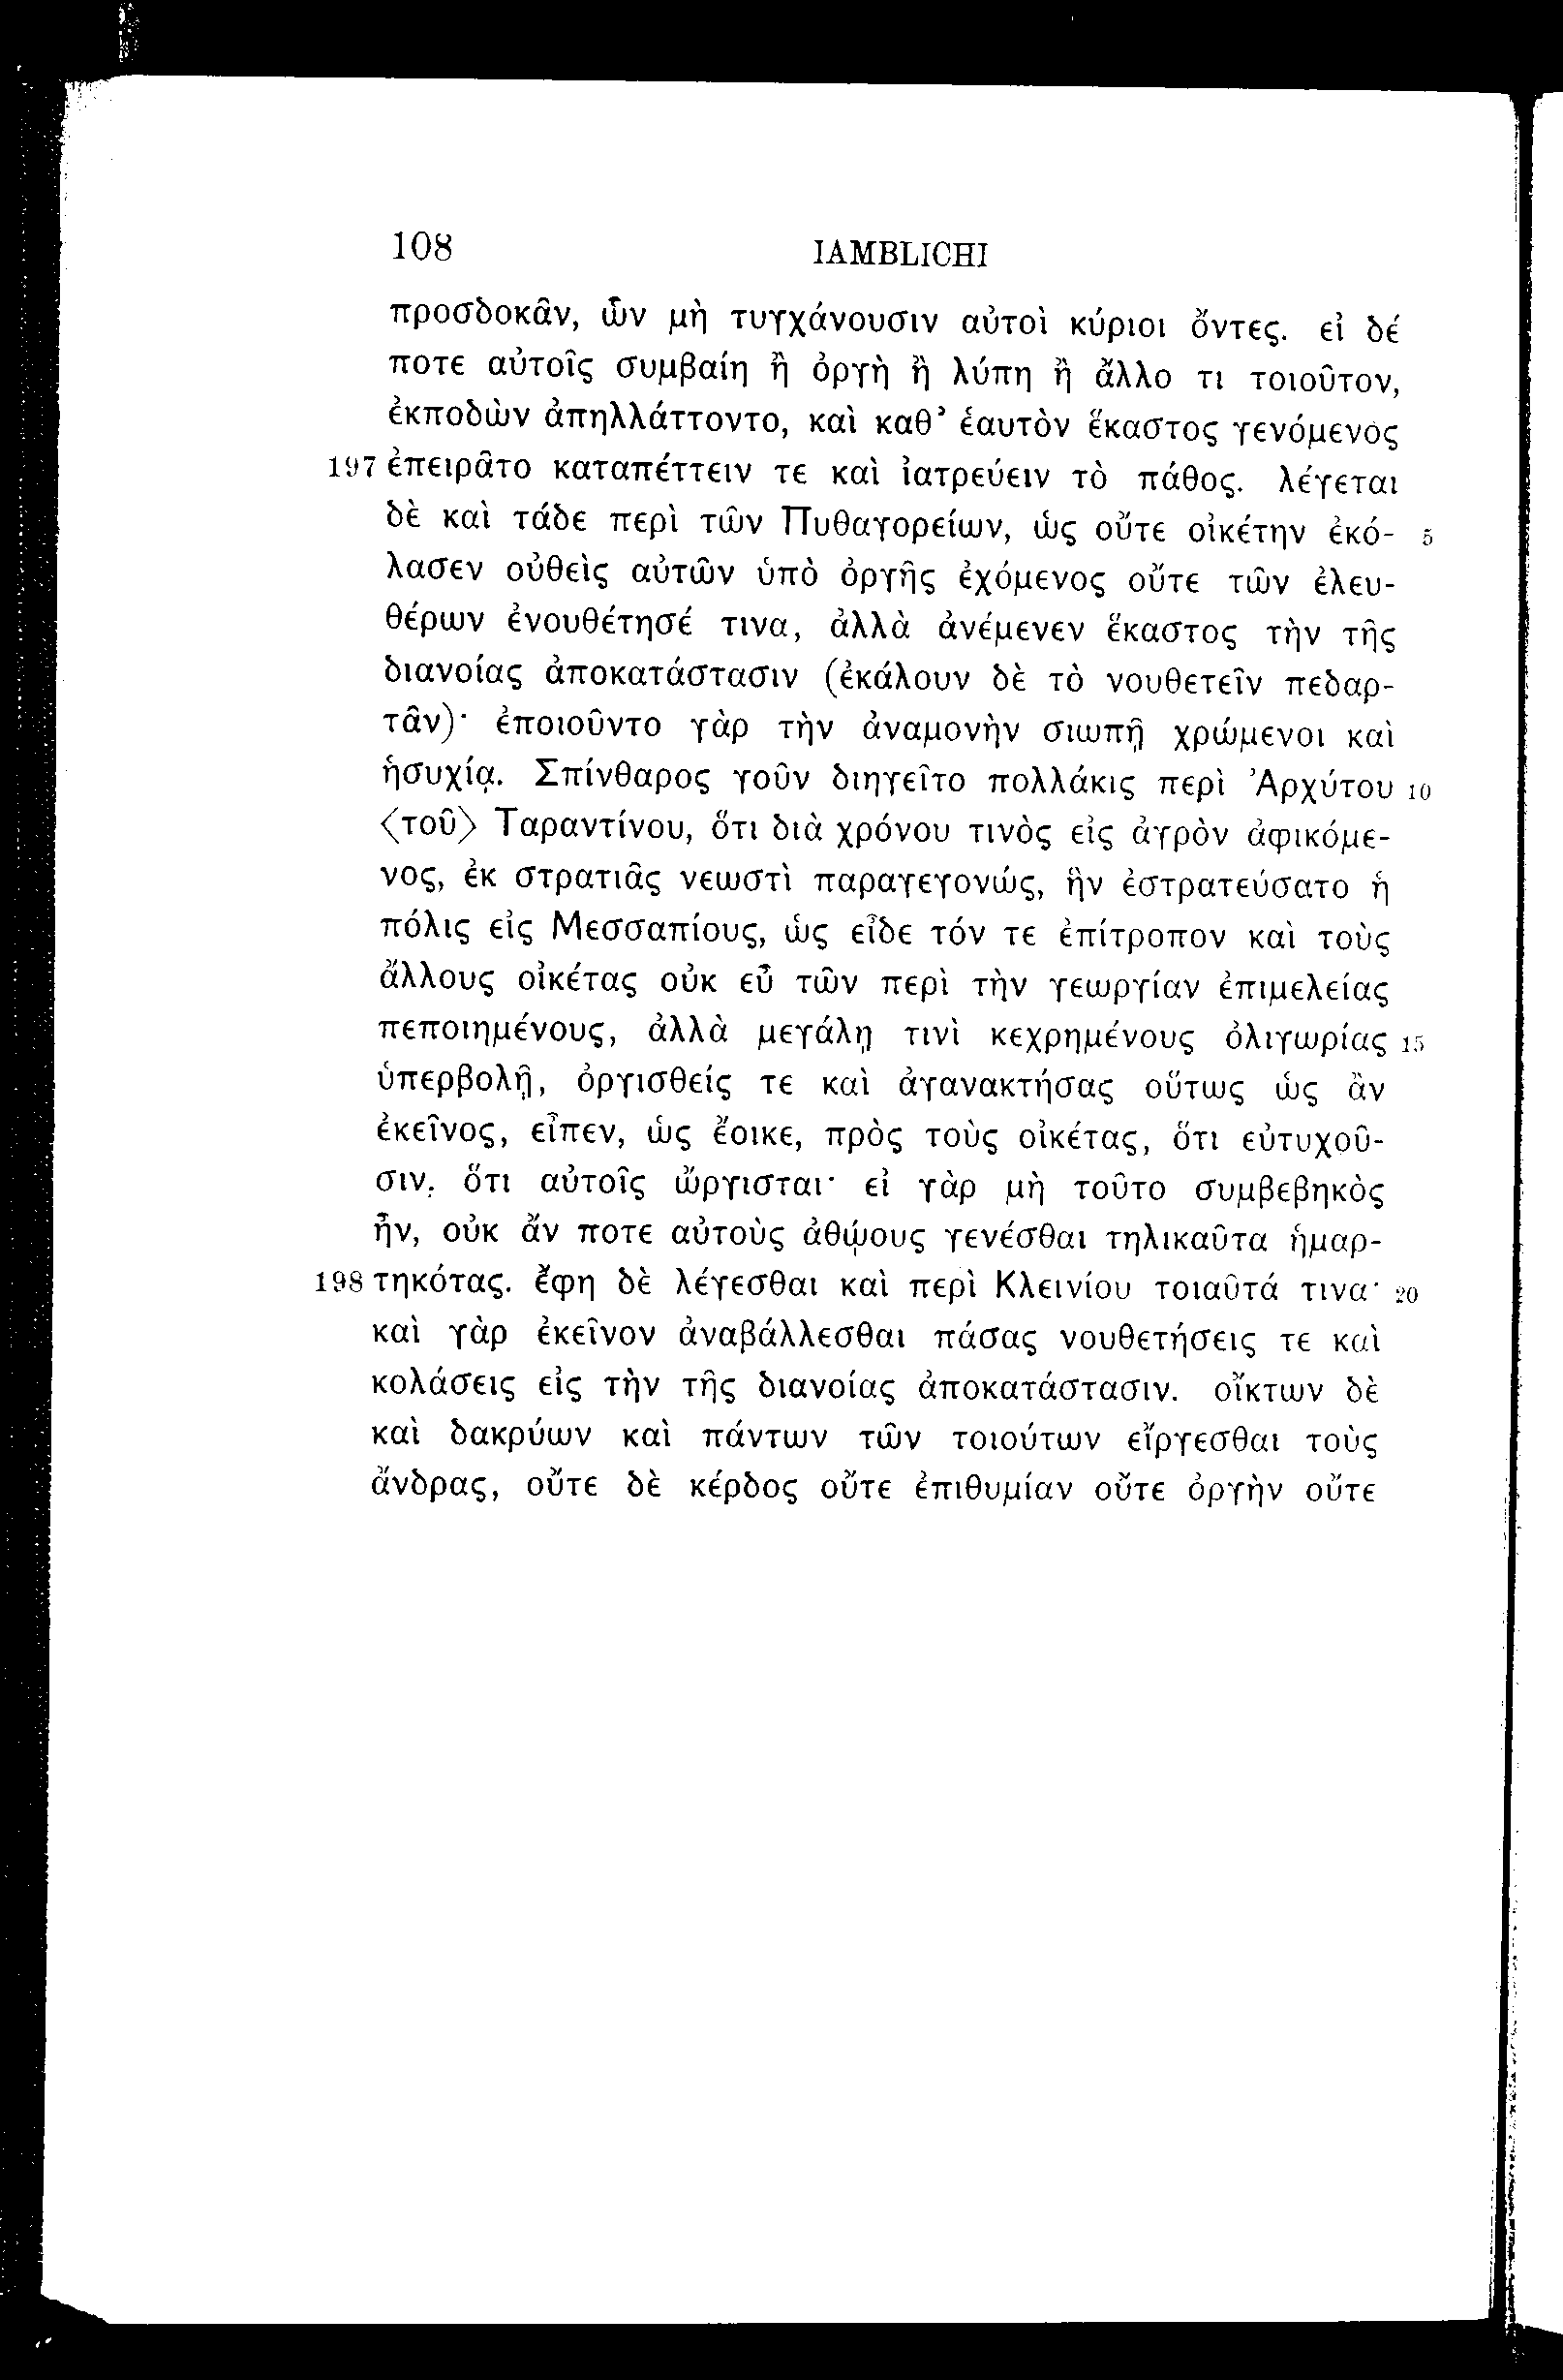 108 IAMBLICHI
προσδοκᾶν, ὧν μὴ τυγχάνουσιν αὐτοὶ κύριοι ὄντες. εἰ δέ
ποτε αὐτοῖς συμβαίη ἢ ὀργὴ ἢ λύπη ἢ ἄλλο τι τοιοῦτον,
ἐκποδὼν ἀπηλλάττοντο, καὶ καθ’ ἑαυτὸν ἕκαστος γενόμενος
197 ἐπειρᾶτο καταπέττειν τε καὶ ἰατρεύειν τὸ πάθος. λέγεται
δὲ καὶ τάδε περὶ τῶν Πυθαγορείων, ὡς οὔτε οἰκέτην ἐκό- 5
λασεν οὐθεὶς αὐτῶν ὑπὸ ὀργῆς ἐχόμενος οὔτε τῶν ἐλευ-
θέρων ἐνουθέτησέ τινα, ἀλλὰ ἀνέμενεν ἕκαστος τὴν τῆς
διανοίας ἀποκατάστασιν (ἐκάλουν δὲ τὸ νουθετεῖν πεδαρ-
τᾶν)· ἐποιοῦντο γὰρ τὴν ἀναμονὴν σιωπῇ χρώμενοι καὶ
ἡσυχίᾳ. Σπίνθαρος γοῦν διηγεῖτο πολλάκις περὶ Ἀρχύτου 10
〈τοῦ〉 Ταραντίνου, ὅτι διὰ χρόνου τινὸς εἰς ἀγρὸν ἀφικόμε-
νος, ἐκ στρατιᾶς νεωστὶ παραγεγονώς, ἣν ἐστρατεύσατο ἡ
πόλις εἰς Μεσσαπίους, ὡς εἶδε τόν τε ἐπίτροπον καὶ τοὺς
ἄλλους οἰκέτας οὐκ εὖ τῶν περὶ τὴν γεωργίαν ἐπιμελείας
πεποιημένους, ἀλλὰ μεγάλῃ τινὶ κεχρημένους ὀλιγωρίας 15
ὑπερβολῇ, ὀργισθείς τε καὶ ἀγανακτήσας οὕτως ὡς ἂν
ἐκεῖνος, εἶπεν, ὡς ἔοικε, πρὸς τοὺς οἰκέτας, ὅτι εὐτυχοῦ-
σιν, ὅτι αὐτοῖς ὤργισται· εἰ γὰρ μὴ τοῦτο συμβεβηκὸς
ἦν, οὐκ ἄν ποτε αὐτοὺς ἀθῴους γενέσθαι τηλικαῦτα ἡμαρ-
198 τηκότας. ἔφη δὲ λέγεσθαι καὶ περὶ Κλεινίου τοιαῦτά τινα· 20
καὶ γὰρ ἐκεῖνον ἀναβάλλεσθαι πάσας νουθετήσεις τε καὶ
κολάσεις εἰς τὴν τῆς διανοίας ἀποκατάστασιν. οἴκτων δὲ
καὶ δακρύων καὶ πάντων τῶν τοιούτων εἴργεσθαι τοὺς
ἄνδρας, οὔτε δὲ κέρδος οὔτε ἐπιθυμίαν οὔτε ὀργὴν οὔτε